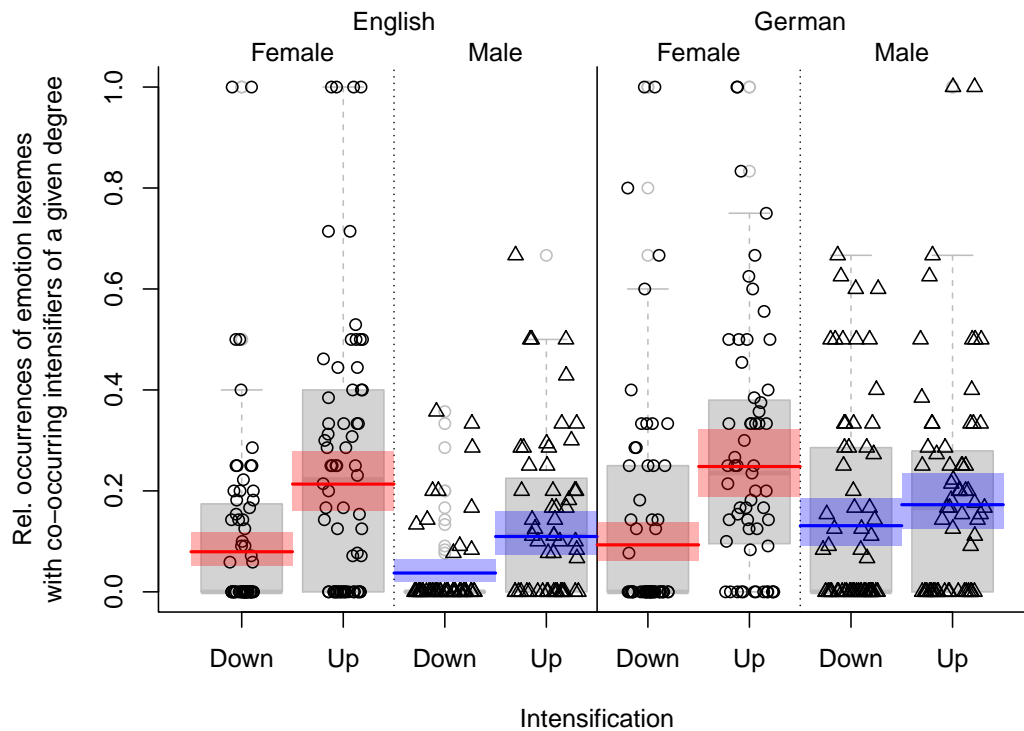 English German
Female Male Female Male
Rel. occurrences of emotion lexemes
with co−occurring intensifiers of a given degree
1.0
0.8
0.6
0.4
0.2
0.0
Down Up Down Up Down Up Down Up
Intensification